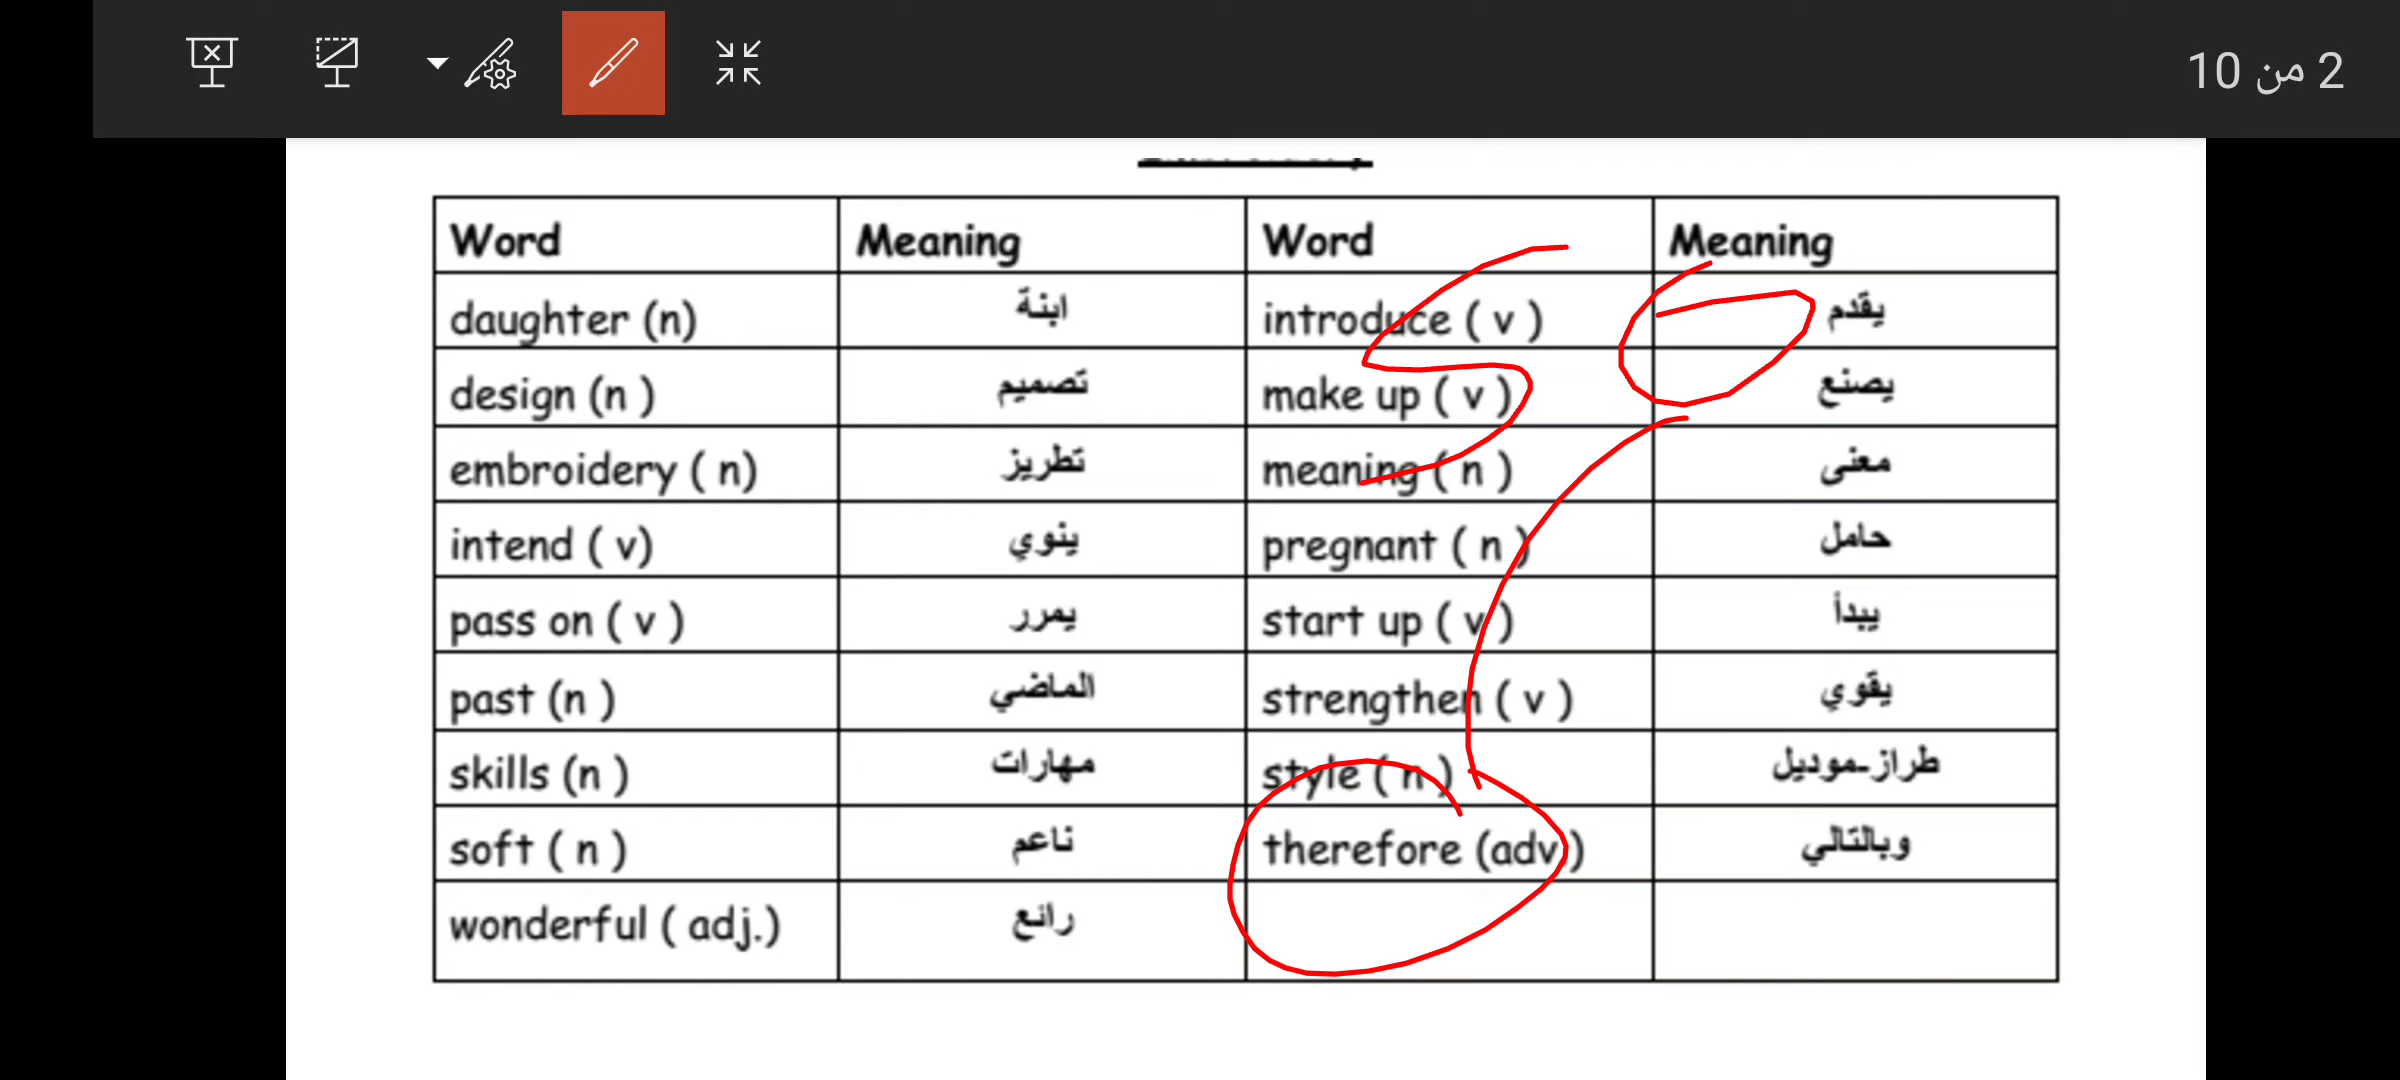 2 من 10
Word Meaning Word Meaning
daughter (n) ابنة introduce ( v ) يقدم
design (n ) تصميم make up ( v ) يصنع
embroidery ( n) تطريز meaning ( n ) معنى
intend ( v) ينوي pregnant ( n ) حامل
pass on ( v ) يمرر start up ( v ) يبدأ
past (n ) الماضي strengthen ( v ) يقوي
skills (n ) مهارات style ( n ) طراز-موديل
soft ( n ) ناعم therefore (adv) وبالتالي
wonderful ( adj.) رائع